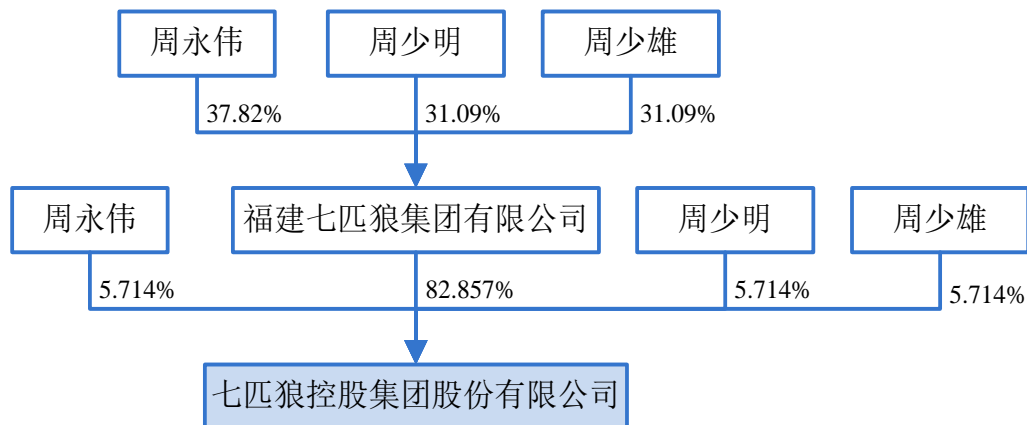 周永伟
周少明
周少雄
37.82%
31.09%
31.09%
周永伟
福建七匹狼集团有限公司
周少明
周少雄
5.714%
82.857%
5.714%
5.714%
七匹狼控股集团股份有限公司